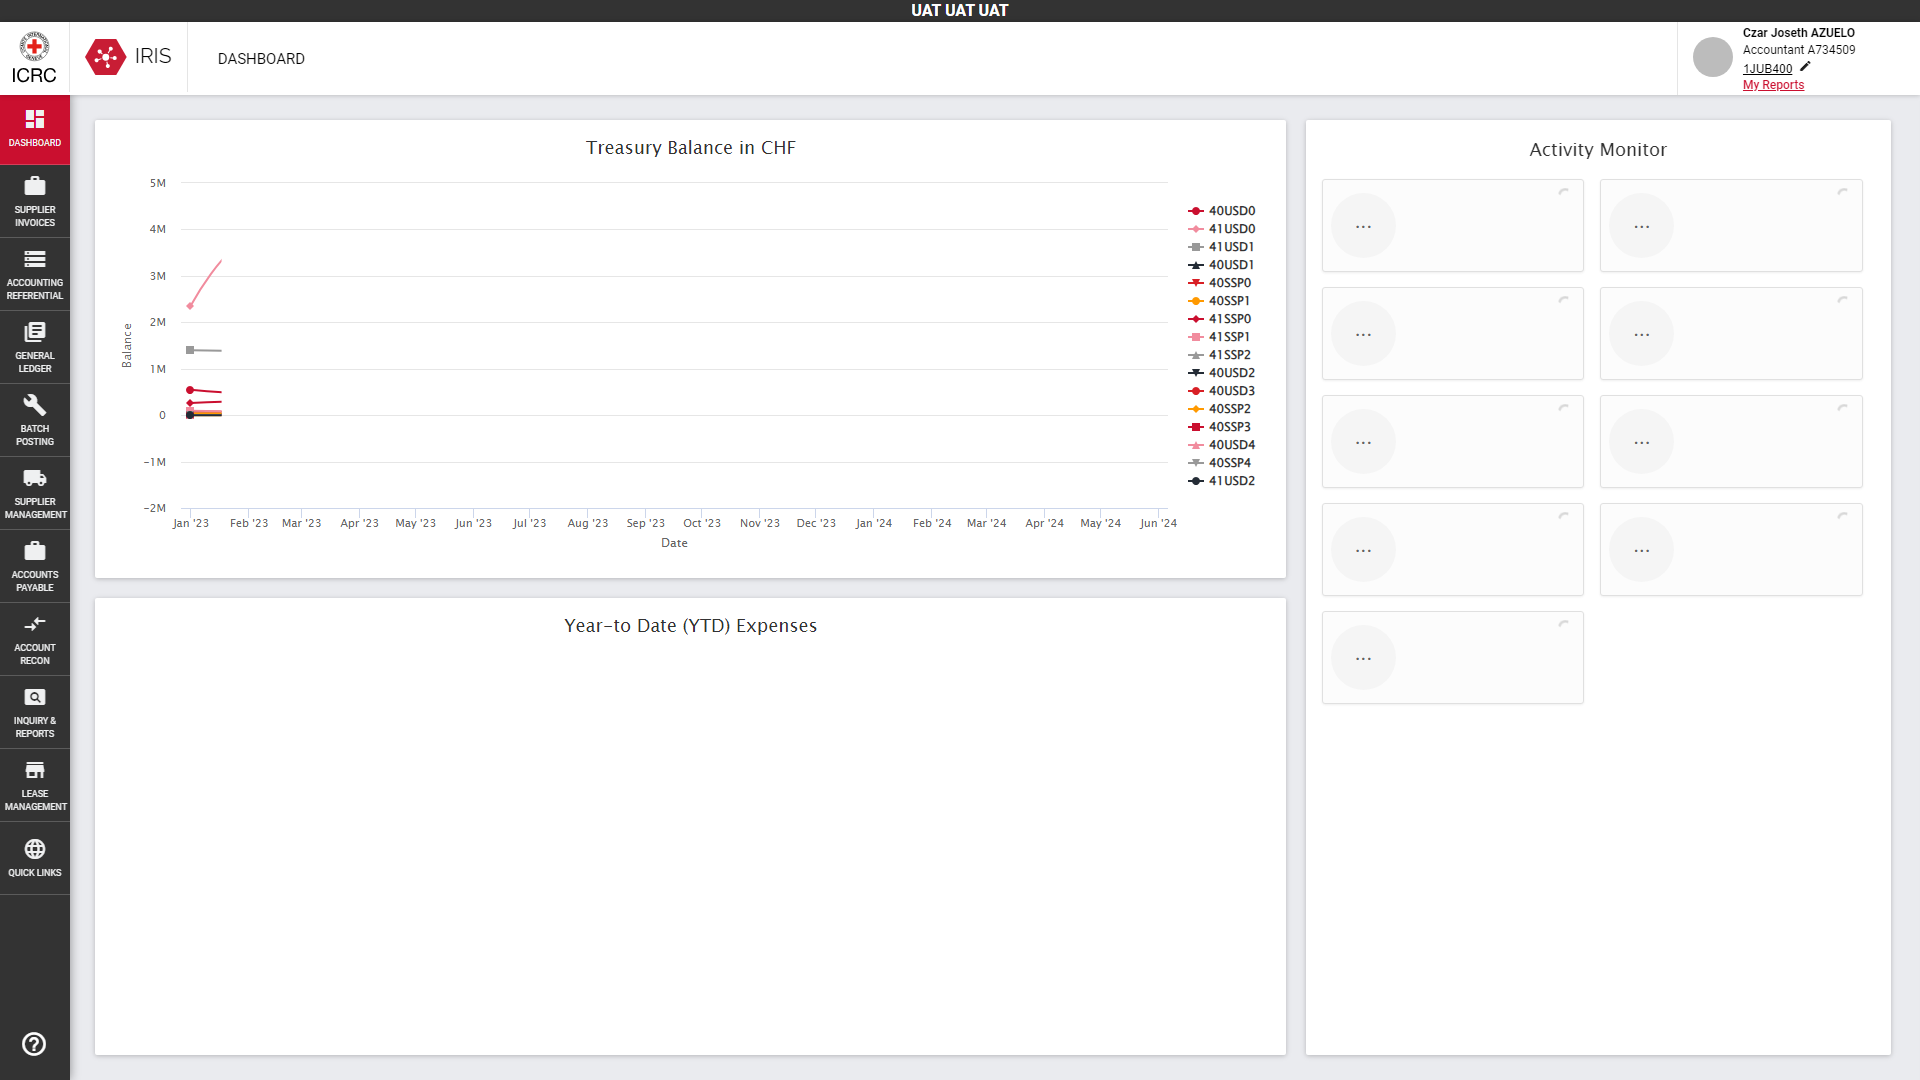 UAT UAT UAT
ICRC
IRIS
DASHBOARD
Czar Joseth AZUELO
Accountant A734509
1JUB400
My Reports
DASHBOARD
SUPPLIER
INVOICES
ACCOUNTING
REFERENTIAL
GENERAL
LEDGER
BATCH
POSTING
SUPPLIER
MANAGEMENT
ACCOUNTS
PAYABLE
ACCOUNT
RECON
INQUIRY &
REPORTS
LEASE
MANAGEMENT
QUICK LINKS
Treasury Balance in CHF
Balance
5M
4M
3M
2M
1M
0
-1M
-2M
Jan '23 Feb '23 Mar '23 Apr '23 May '23 Jun '23 Jul '23 Aug '23 Sep '23 Oct '23 Nov '23 Dec '23 Jan '24 Feb '24 Mar '24 Apr '24 May '24 Jun '24
Date
40USD0
41USD0
41USD1
40USD1
40SSP0
40SSP1
41SSP0
41SSP1
41SSP2
40USD2
40USD3
40SSP2
40SSP3
40USD4
40SSP4
41USD2
Year-to Date (YTD) Expenses
Activity Monitor
... ...
... ...
... ...
... ...
...